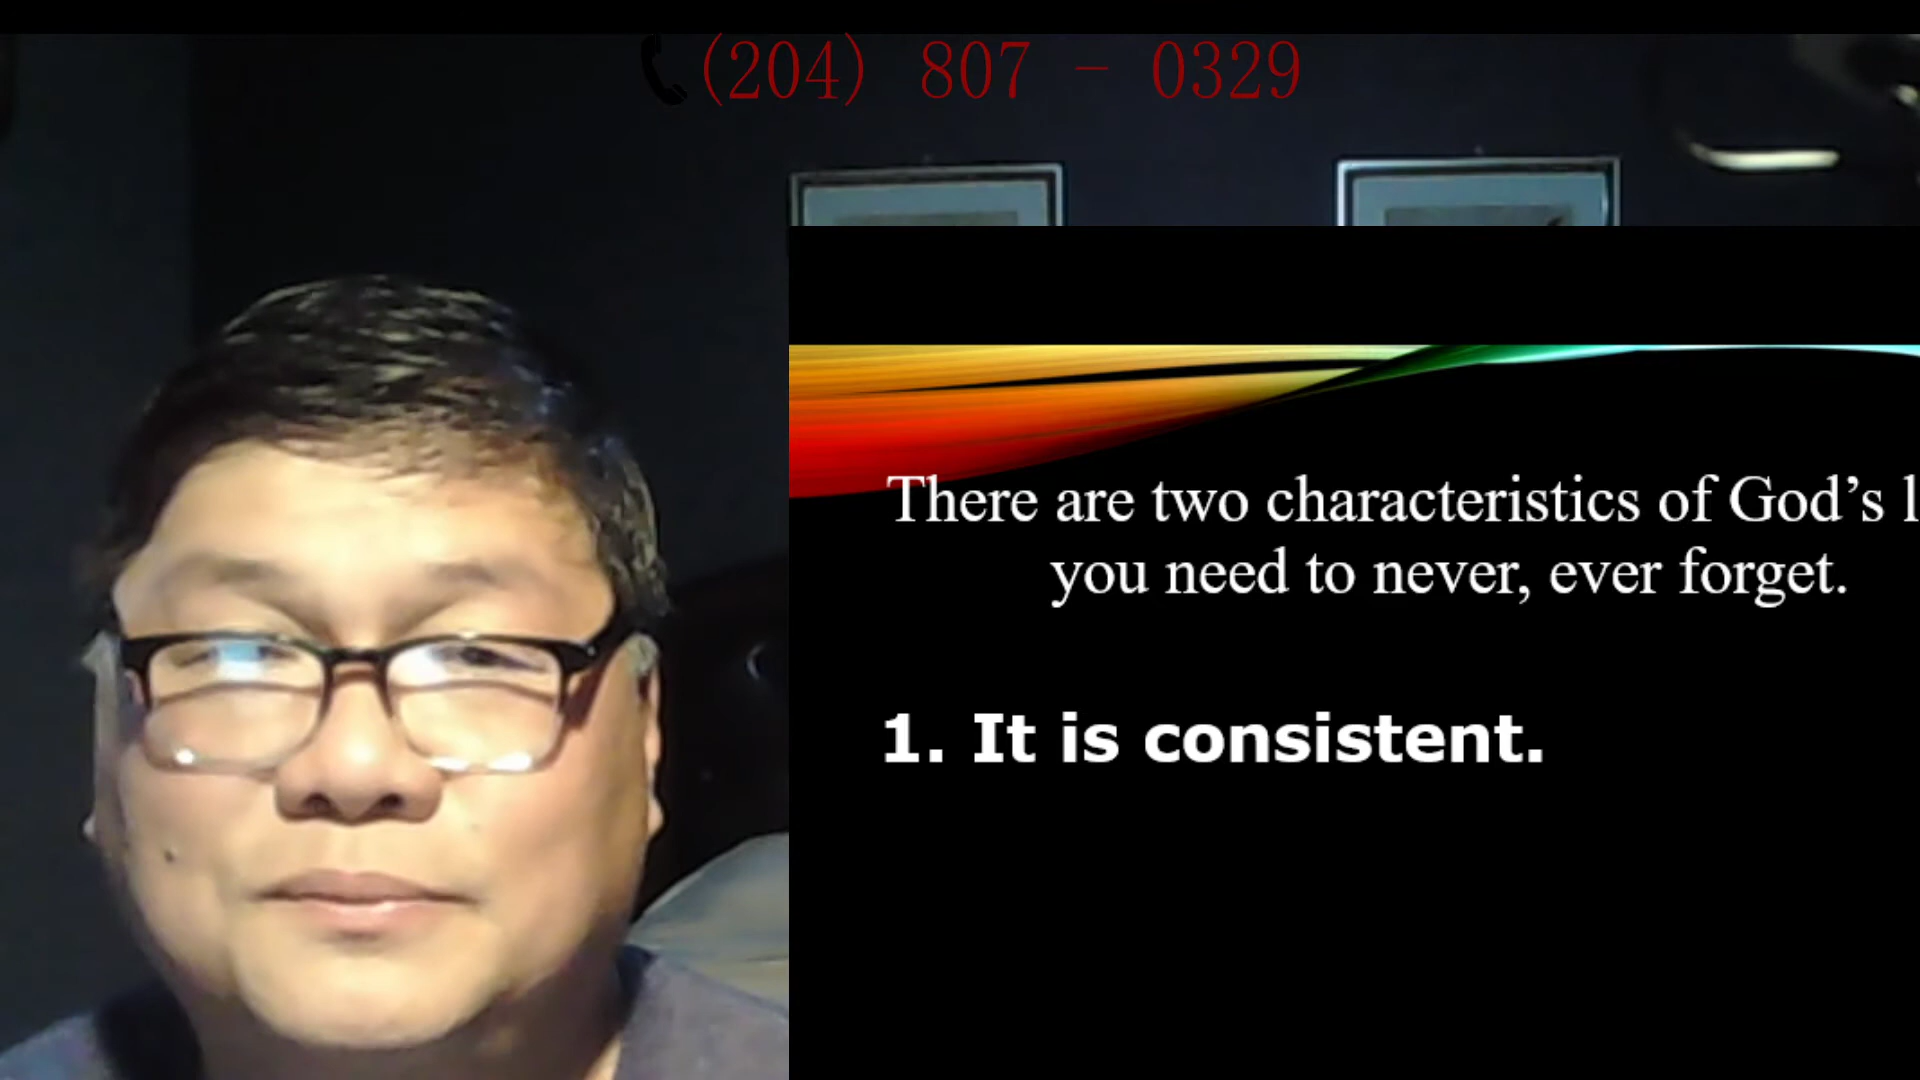 (204) 807 - 0329
There are two characteristics of God's
you need to never, ever forget.
1. It is consistent.